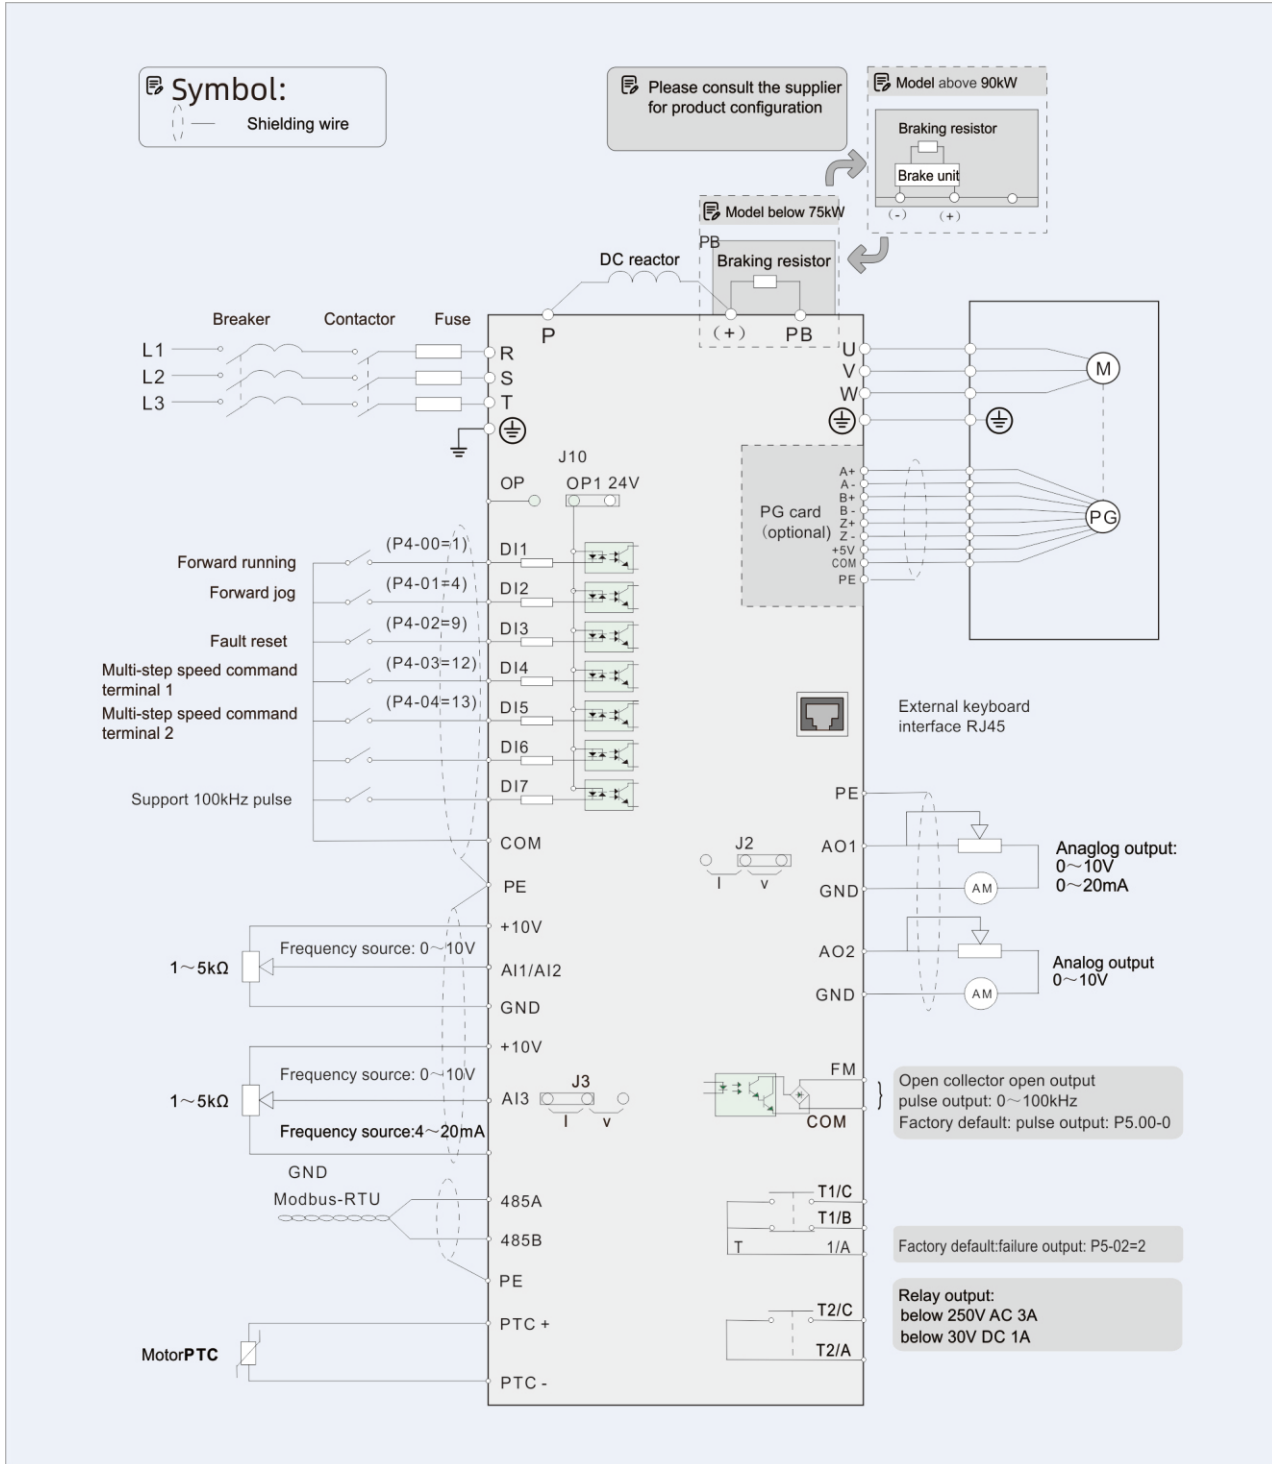 Symbol:
Shielding wire
Please consult the supplier
for product configuration
Model above 90kW
Braking resistor
Brake unit
(-)
(+)
Model below 75kW
PB
Braking resistor
DC reactor
P
(+)
PB
Breaker
Contactor
Fuse
L1
L2
L3
R
S
T
U
V
W
M
J10
OP
OP1 24V
PG card
(optional)
A+
A-
B+
B-
Z+
Z-
+5V
COM
PE
PG
Forward running
(P4-00=1)
DI1
Forward jog
(P4-01=4)
DI2
Fault reset
(P4-02=9)
DI3
Multi-step speed command
terminal 1
(P4-03=12)
DI4
Multi-step speed command
terminal 2
(P4-04=13)
DI5
DI6
Support 100kHz pulse
DI7
COM
PE
External keyboard
interface RJ45
PE
J2
I
V
AO1
GND
AM
Anaglog output:
0~10V
0~20mA
AO2
GND
AM
Analog output
0~10V
+10V
Frequency source: 0~10V
1~5kΩ
AI1/AI2
GND
+10V
Frequency source: 0~10V
1~5kΩ
AI3
J3
I
V
Frequency source:4~20mA
GND
FM
COM
Open collector open output
pulse output: 0~100kHz
Factory default: pulse output: P5.00-0
Modbus-RTU
485A
485B
PE
T1/C
T1/B
T
1/A
Factory default:failure output: P5-02=2
T2/C
T2/A
Relay output:
below 250V AC 3A
below 30V DC 1A
MotorPTC
PTC +
PTC -